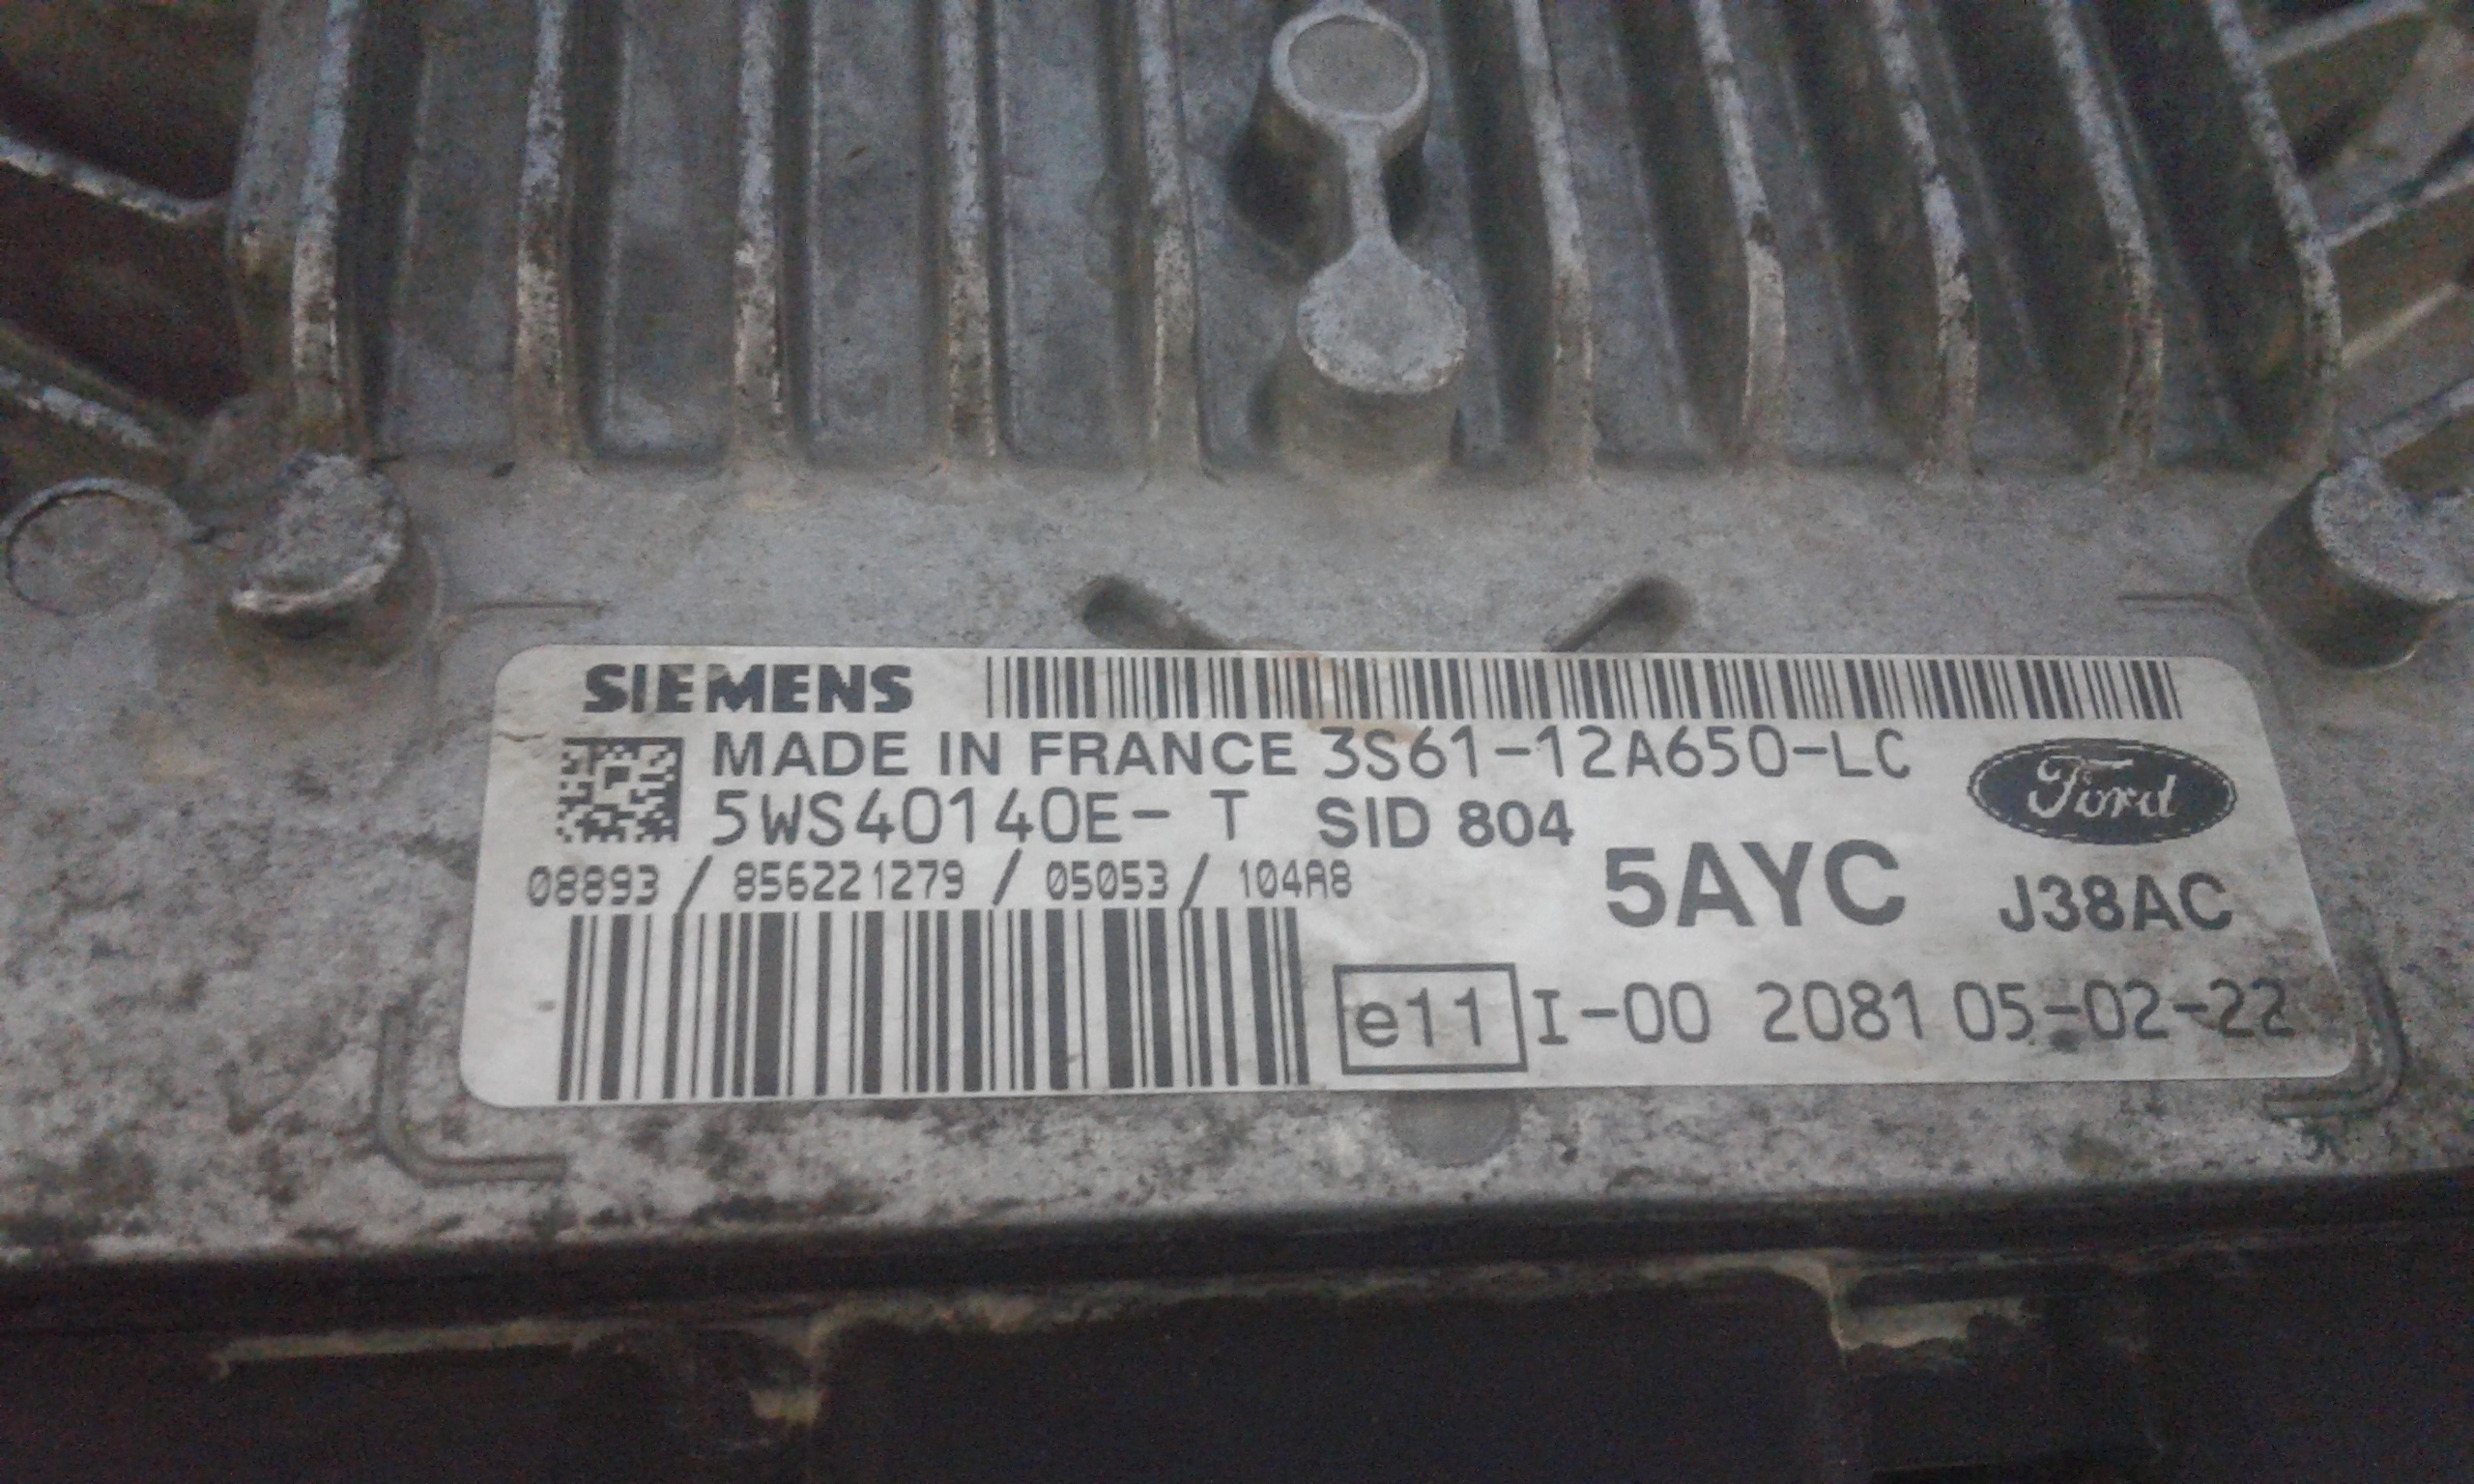 SIEMENS
MADE IN FRANCE 3S61-12A650-LC
Ford
5WS40140E- T SID 804
5AYC J38AC
08893 / 856221279 / 05053 / 104A8
e11 I-00 2081 05-02-22